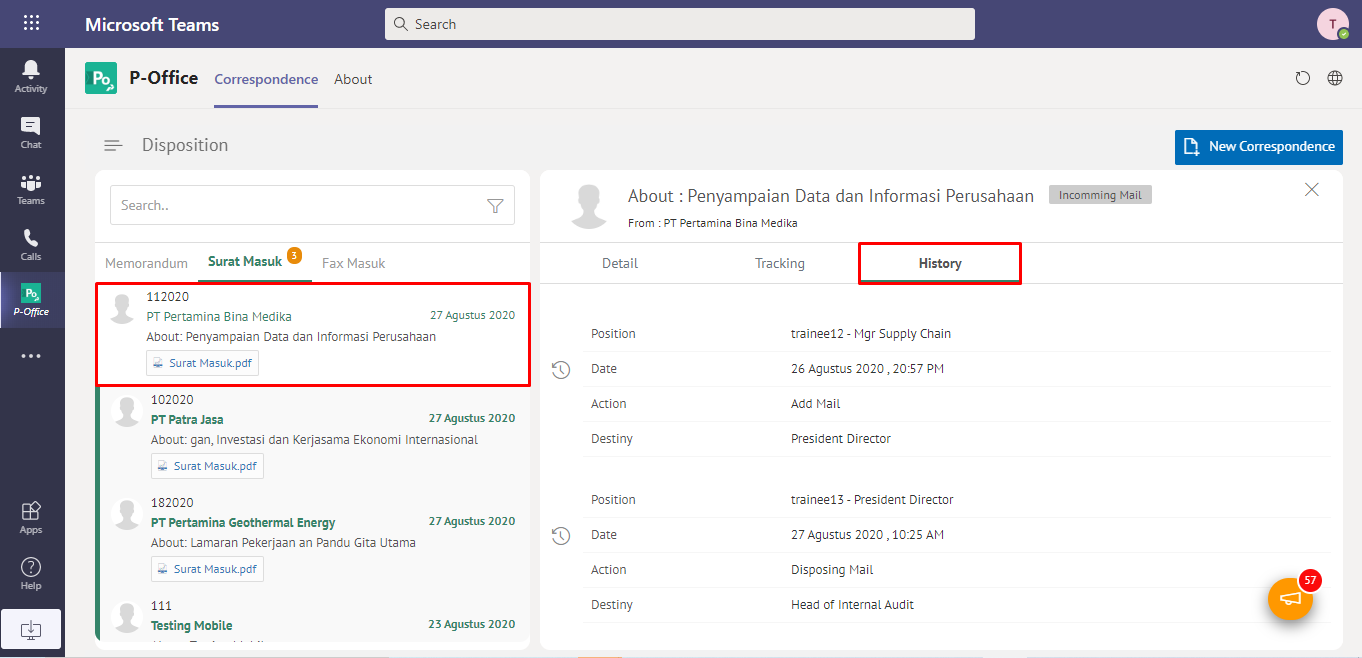 Microsoft Teams
Search
T
Activity
Chat
Teams
Calls
P-Office
Apps
Help
Po
P-Office
Correspondence
About
Disposition
New Correspondence
Search..
Memorandum
Surat Masuk
3
Fax Masuk
112020
PT Pertamina Bina Medika
27 Agustus 2020
About: Penyampaian Data dan Informasi Perusahaan
Surat Masuk.pdf
102020
PT Patra Jasa
27 Agustus 2020
About: gan, Investasi dan Kerjasama Ekonomi Internasional
Surat Masuk.pdf
182020
PT Pertamina Geothermal Energy
27 Agustus 2020
About: Lamaran Pekerjaan an Pandu Gita Utama
Surat Masuk.pdf
111
Testing Mobile
23 Agustus 2020
About : Penyampaian Data dan Informasi Perusahaan
Incomming Mail
From : PT Pertamina Bina Medika
Detail
Tracking
History
Position
trainee12 - Mgr Supply Chain
Date
26 Agustus 2020 , 20:57 PM
Action
Add Mail
Destiny
President Director
Position
trainee13 - President Director
Date
27 Agustus 2020 , 10:25 AM
Action
Disposing Mail
Destiny
Head of Internal Audit
57